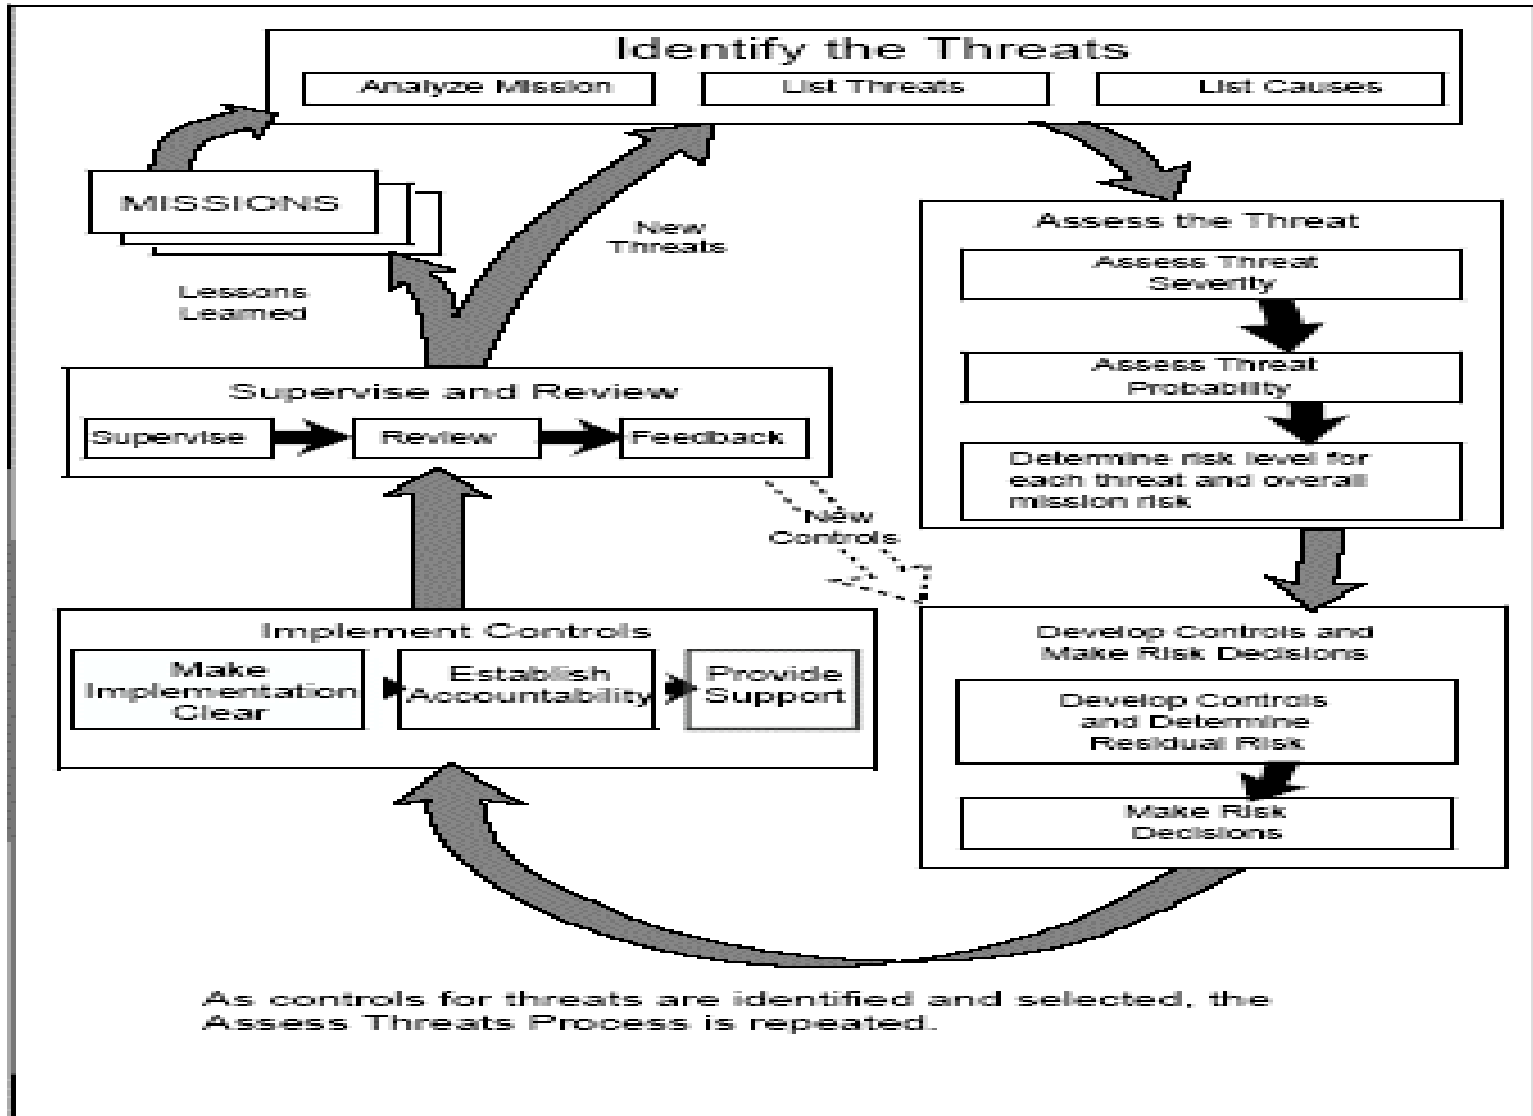 Identify the Threats
Analyze Mission
List Threats
List Causes
MISSIONS
New
Threats
Lessons
Learned
Assess the Threat
Assess Threat
Severity
Assess Threat
Probability
Determine risk level for
each threat and overall
mission risk
Supervise and Review
Supervise
Review
Feedback
New
Controls
Implement Controls
Make
Implementation
Clear
Establish
Accountability
Provide
Support
Develop Controls and
Make Risk Decisions
Develop Controls
and Determine
Residual Risk
Make Risk
Decisions
As controls for threats are identified and selected, the
Assess Threats Process is repeated.